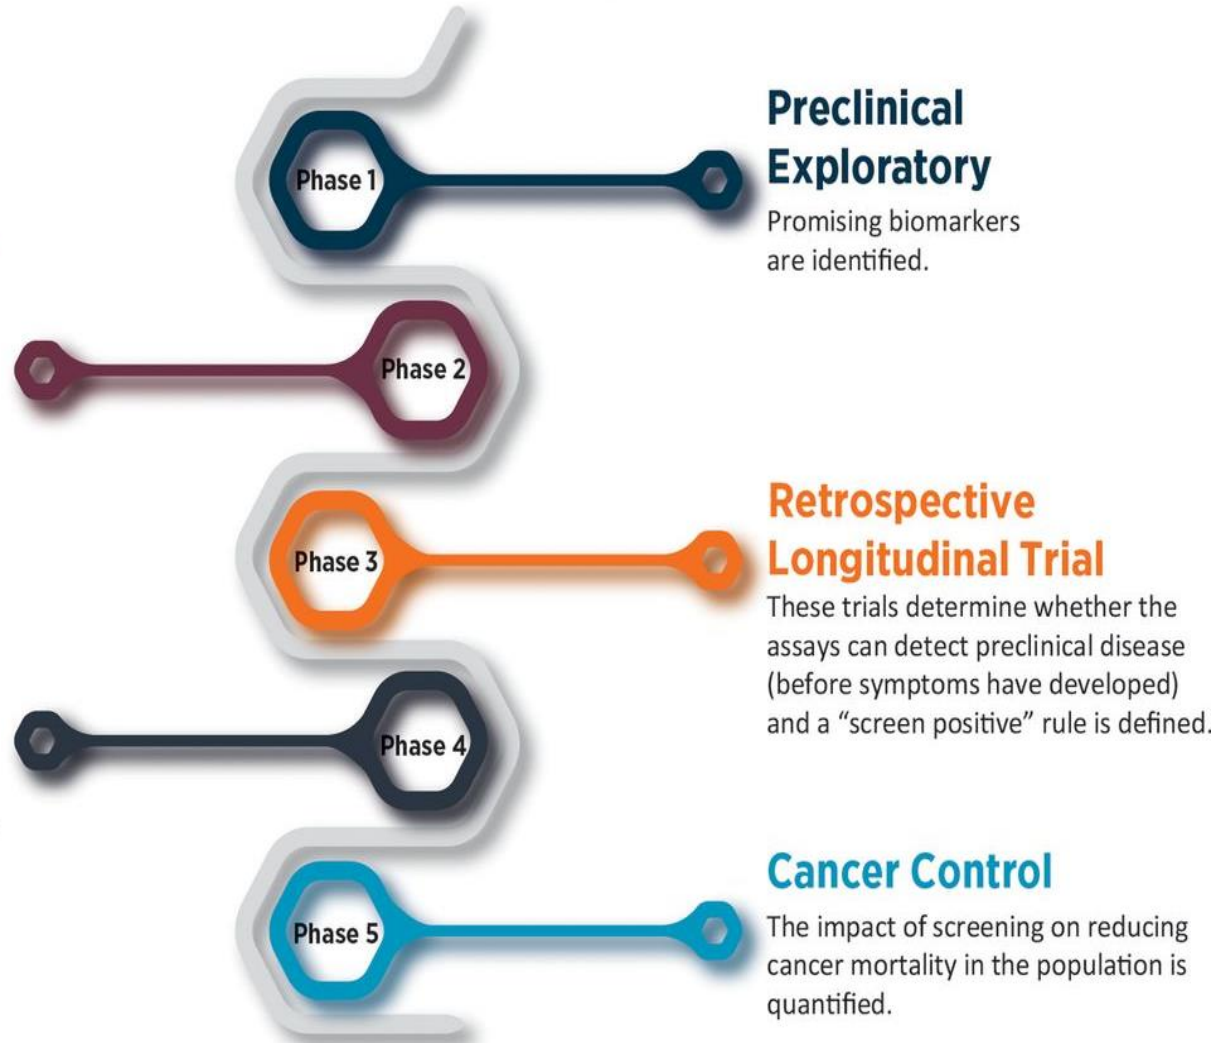 Phase 1
Preclinical
Exploratory
Promising biomarkers
are identified.
Phase 2
Phase 3
Retrospective
Longitudinal Trial
These trials determine whether the
assays can detect preclinical disease
(before symptoms have developed)
and a “screen positive” rule is defined.
Phase 4
Phase 5
Cancer Control
The impact of screening on reducing
cancer mortality in the population is
quantified.